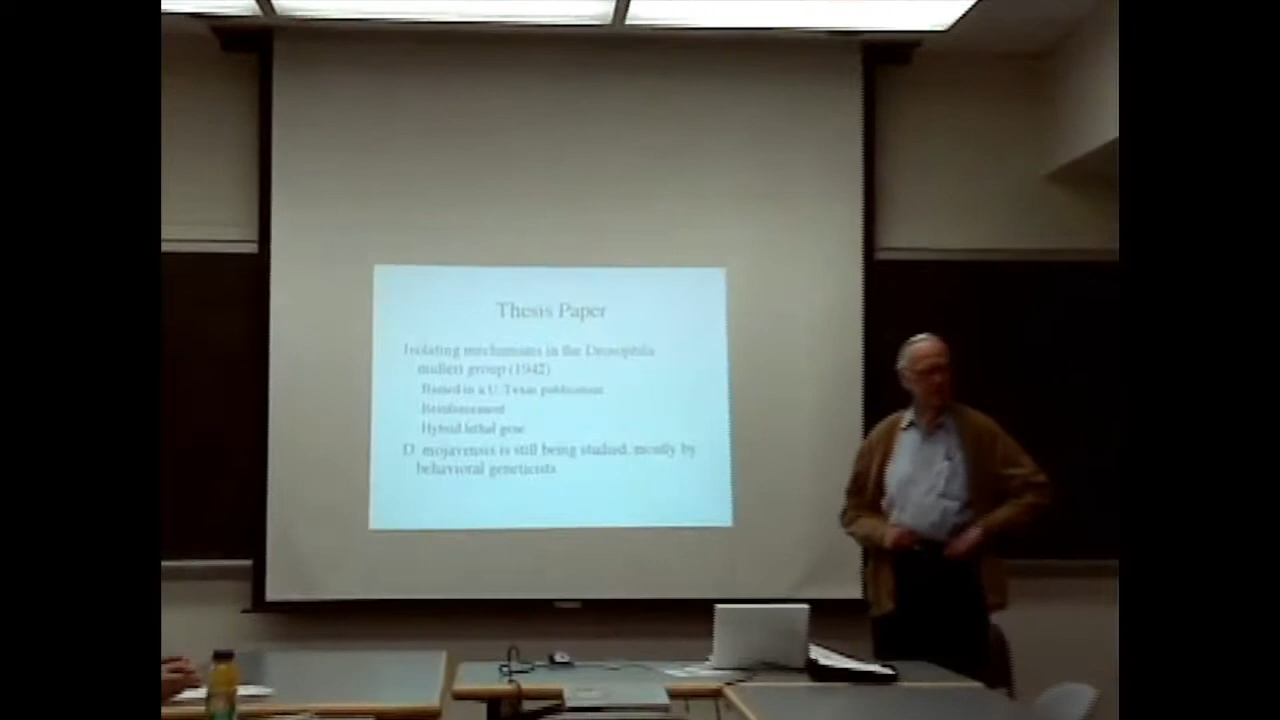 Thesis Paper
Isolating mechanisms in the Drosophila
mulleri group (1942)
Buried in a U. Texas publication
Reinforcement
Hybrid lethal gene
D. mojavensis is still being studied, mostly by
behavioral geneticists